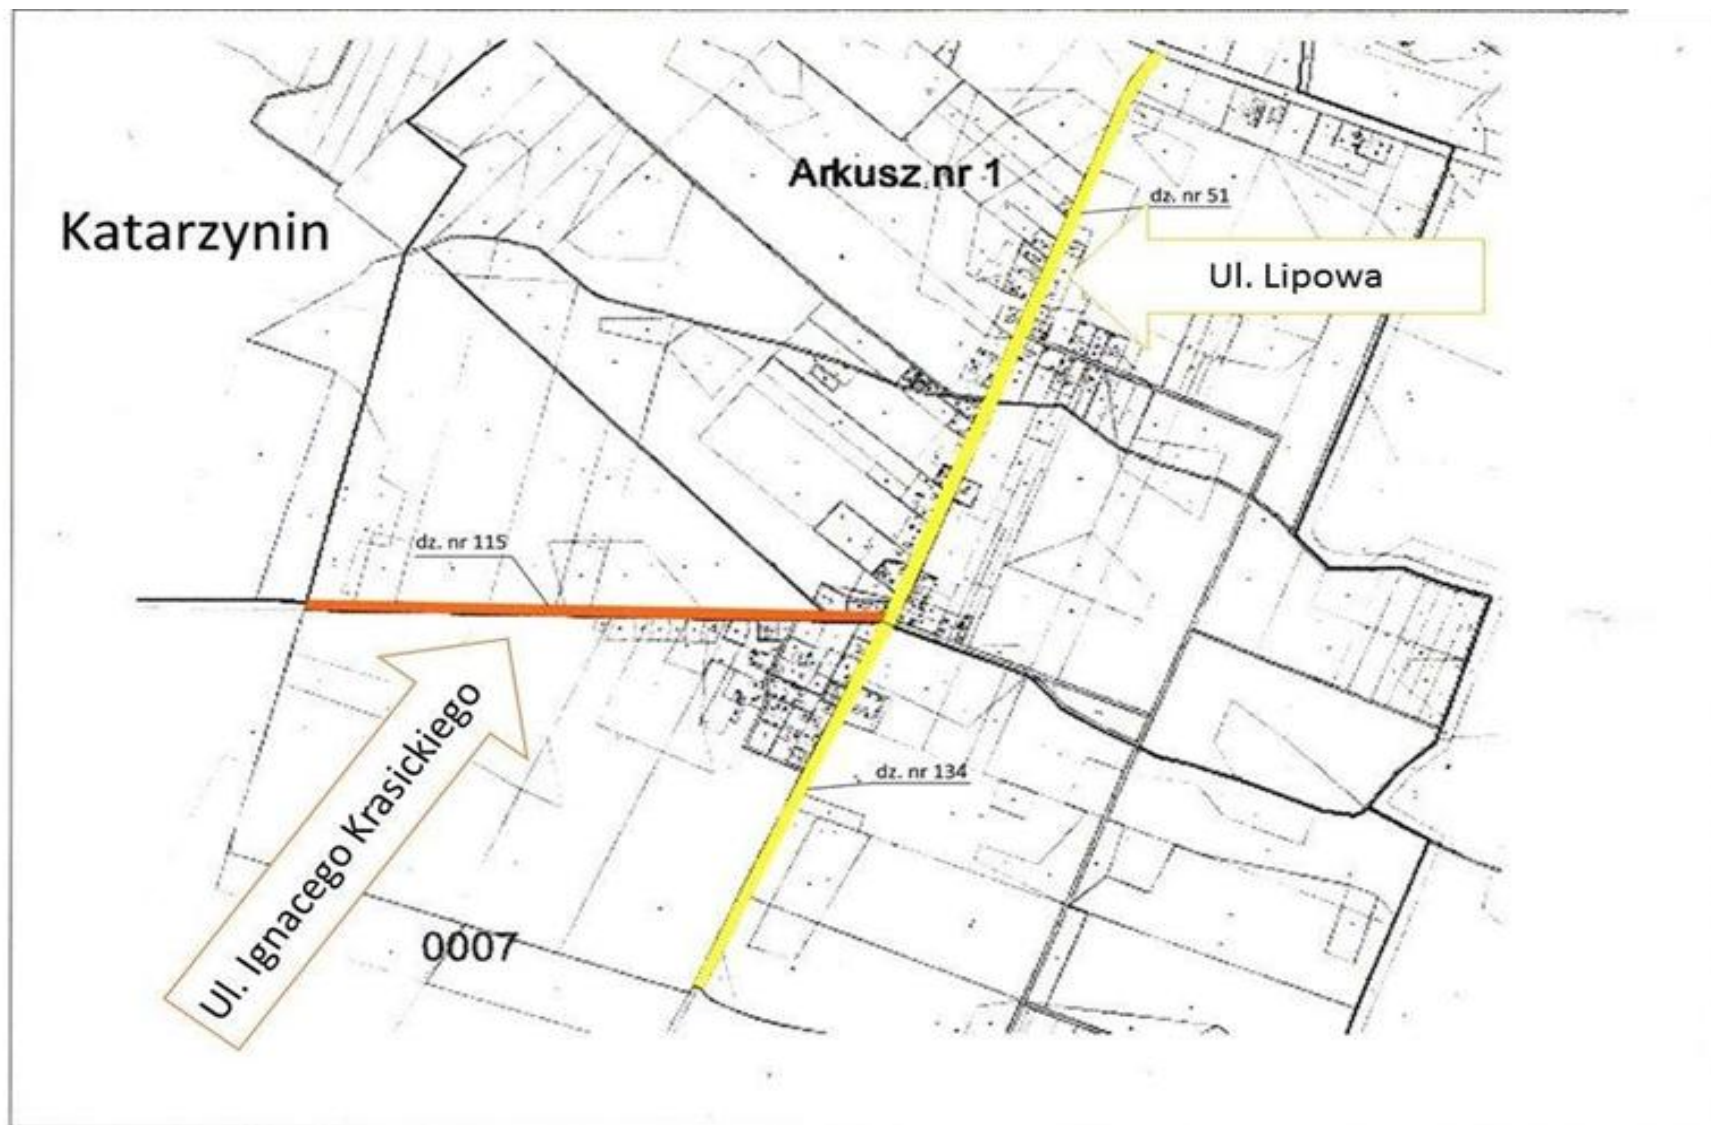 Arkusz nr 1
dz. nr 51
Katarzynin
Ul. Lipowa
dz. nr 115
Ul. Ignacego Krasickiego
dz. nr 134
0007